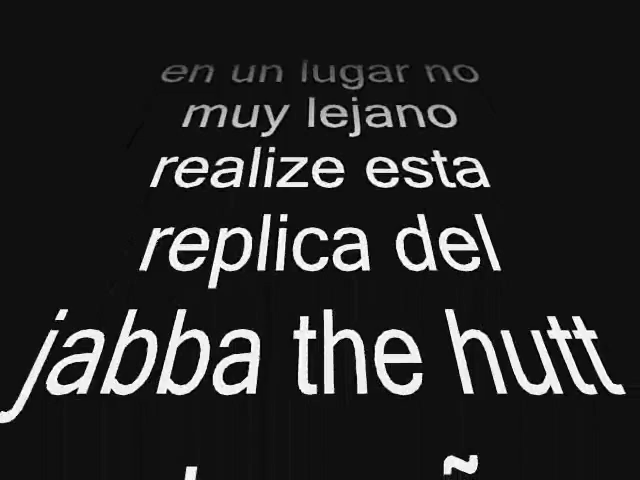 en un lugar no
muy lejano
realize esta
replica del
jabba the hutt